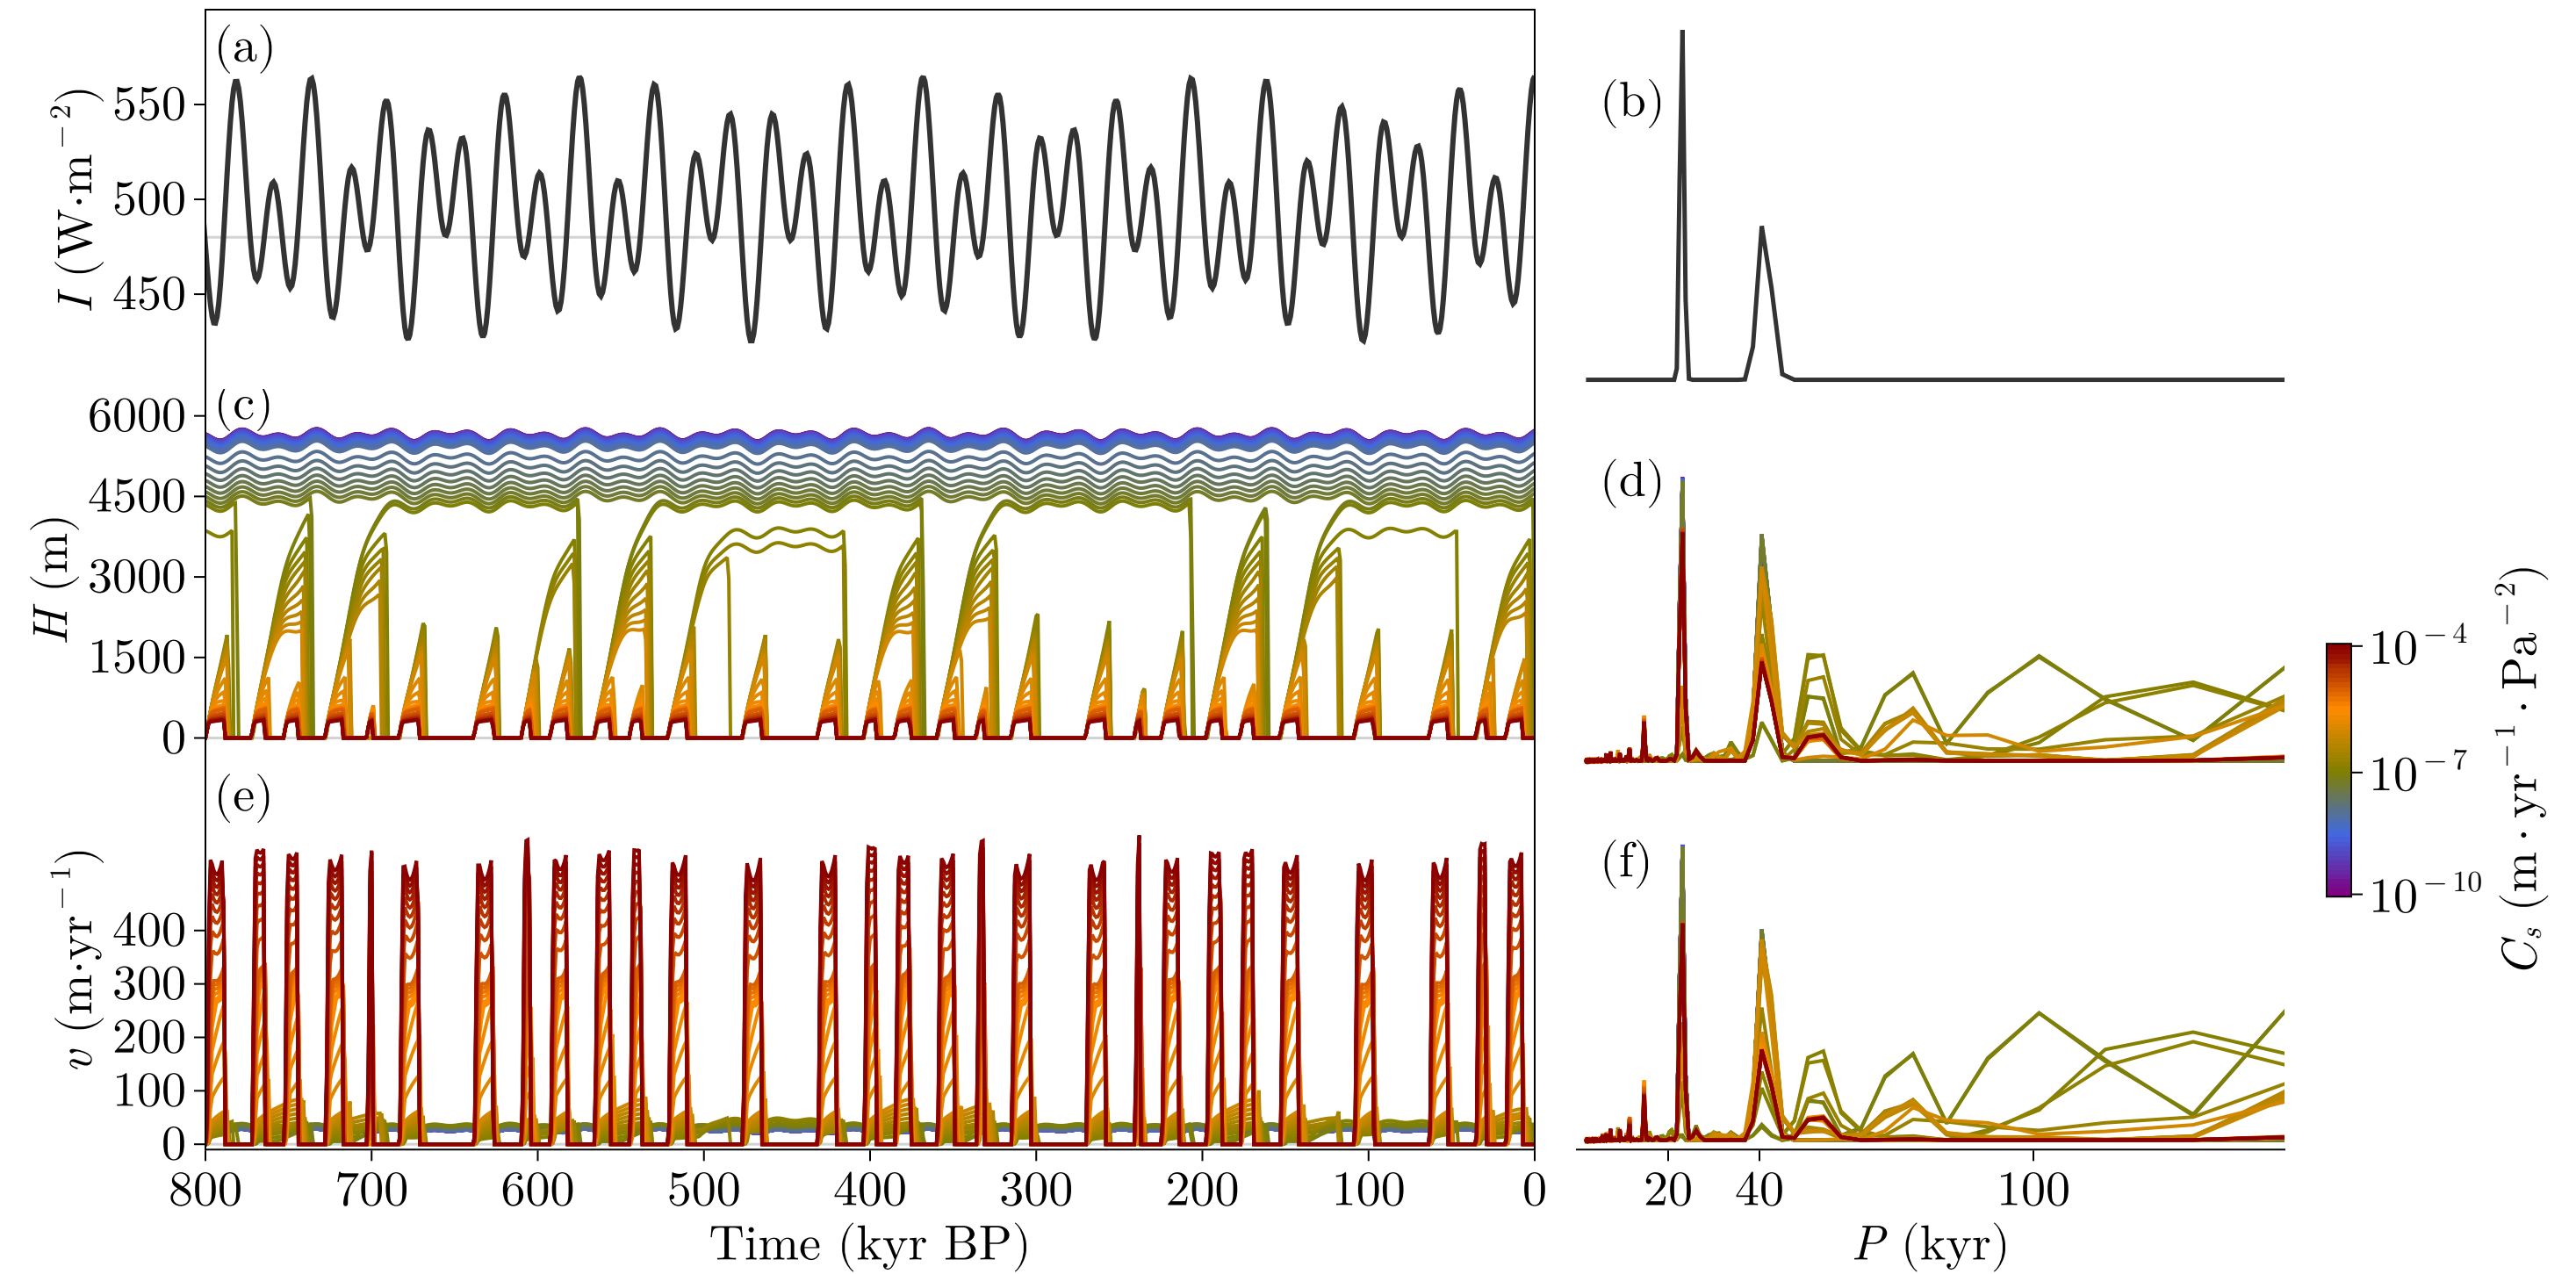 (a)
I (W·m⁻²)
550
500
450
(b)
(c)
H (m)
6000
4500
3000
1500
0
(d)
(e)
v (m·yr⁻¹)
400
300
200
100
0
(f)
800 700 600 500 400 300 200 100 0
Time (kyr BP)
20 40 100
P (kyr)
10⁻⁴
10⁻⁷
10⁻¹⁰
Cₛ (m · yr⁻¹ · Pa⁻²)